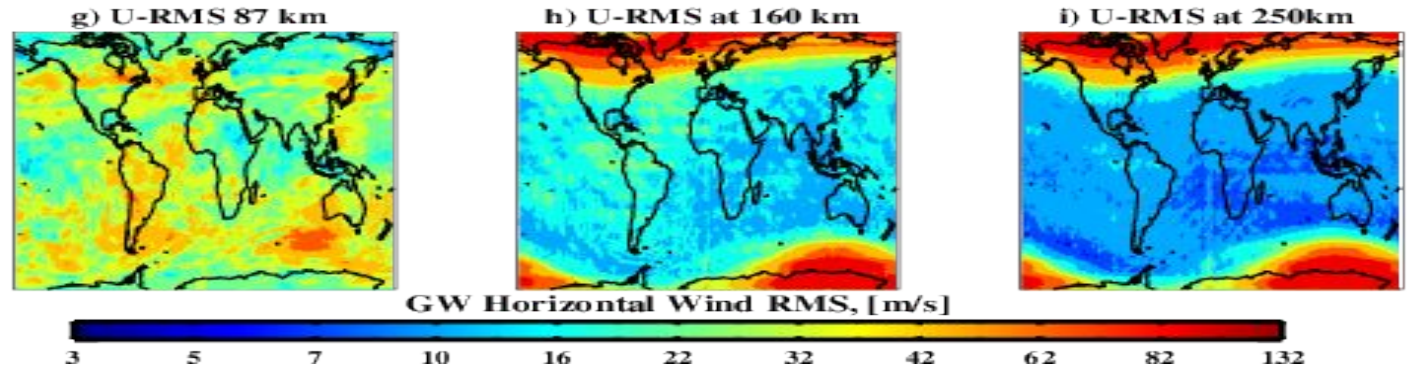 g) U-RMS 87 km h) U-RMS at 160 km i) U-RMS at 250km
GW Horizontal Wind RMS, [m/s]
3 5 7 10 16 22 32 42 62 82 132